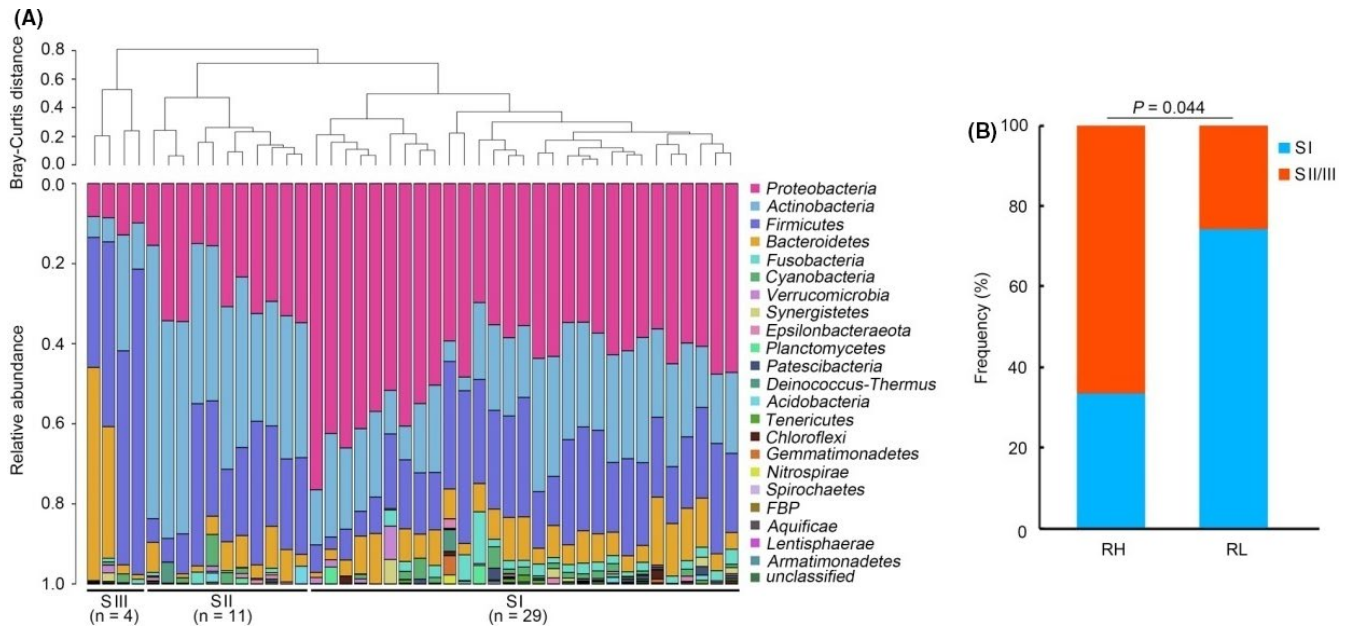 (A)
Bray-Curtis distance
0.8
0.6
0.4
0.2
0.0
Relative abundance
0.0
0.2
0.4
0.6
0.8
1.0
SIII
(n = 4)
SII
(n = 11)
SI
(n = 29)
Proteobacteria
Actinobacteria
Firmicutes
Bacteroidetes
Fusobacteria
Cyanobacteria
Verrucomicrobia
Synergistetes
Epsilonbacteraeota
Planctomycetes
Patescibacteria
Deinococcus-Thermus
Acidobacteria
Tenericutes
Chloroflexi
Gemmatimonadetes
Nitrospirae
Spirochaetes
FBP
Aquificae
Lentisphaerae
Armatimonadetes
unclassified
(B)
P = 0.044
Frequency (%)
100
80
60
40
20
0
RH
RL
SI
SII/III